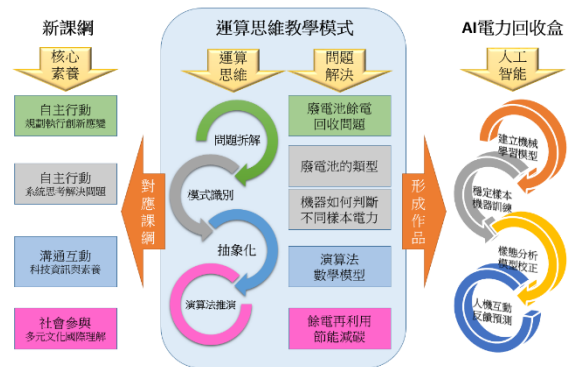 新課綱
核心
素養
自主行動
規劃執行創新應變
自主行動
系統思考解決問題
溝通互動
科技資訊與素養
社會參與
多元文化國際理解
對應課綱
運算思維教學模式
運算
思維
問題拆解
模式識別
抽象化
演算法推演
問題
解決
廢電池餘電
回收問題
廢電池的類型
機器如何判斷
不同樣本電力
演算法
數學模型
餘電再利用
節能減碳
形成作品
AI電力回收盒
人工
智能
建立機械
學習模型
穩定樣本
機器訓練
樣態分析
模型校正
人機互動
反饋預測